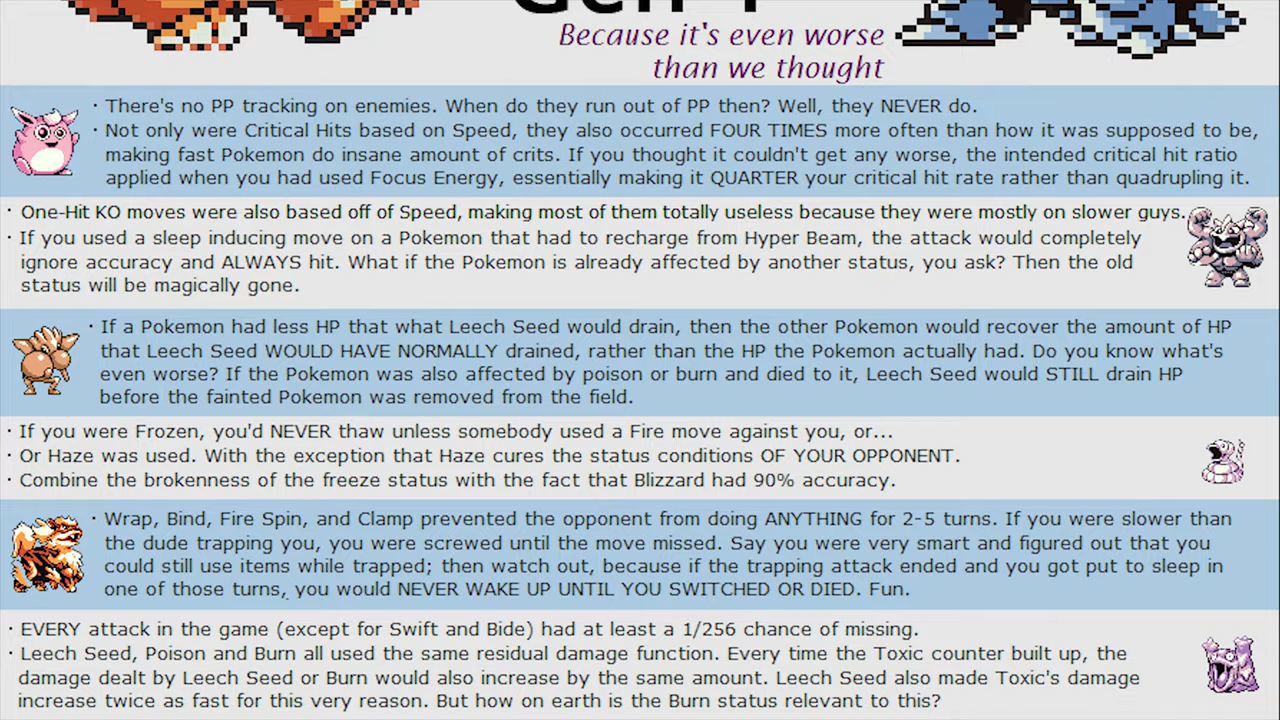 Gen 1
Because it's even worse
than we thought
· There's no PP tracking on enemies. When do they run out of PP then? Well, they NEVER do.
· Not only were Critical Hits based on Speed, they also occurred FOUR TIMES more often than how it was supposed to be,
making fast Pokemon do insane amount of crits. If you thought it couldn't get any worse, the intended critical hit ratio
applied when you had used Focus Energy, essentially making it QUARTER your critical hit rate rather than quadrupling it.
· One-Hit KO moves were also based off of Speed, making most of them totally useless because they were mostly on slower guys.
· If you used a sleep inducing move on a Pokemon that had to recharge from Hyper Beam, the attack would completely
ignore accuracy and ALWAYS hit. What if the Pokemon is already affected by another status, you ask? Then the old
status will be magically gone.
· If a Pokemon had less HP that what Leech Seed would drain, then the other Pokemon would recover the amount of HP
that Leech Seed WOULD HAVE NORMALLY drained, rather than the HP the Pokemon actually had. Do you know what's
even worse? If the Pokemon was also affected by poison or burn ad died to it, Leech Seed would STILL drain HP
before the fainted Pokemon was removed from the field.
· If you were Frozen, you'd NEVER thaw unless somebody used a Fire move against you, or...
· Or Haze was used. With the exception that Haze cures the status conditions OF YOUR OPPONENT.
· Combine the brokenness of the freeze status with the fact that Blizzard had 90% accuracy.
· Wrap, Bind, Fire Spin, and Clamp prevented the opponent from doing ANYTHING for 2-5 turns. If you were slower than
the dude trapping you, you were screwed until the move missed. Say you were very smart and figured out that you
could still use items while trapped; then watch out, because if the trapping attack ended and you got put to sleep in
one of those turns, you would NEVER WAKE UP UNTIL YOU SWITCHED OR DIED. Fun.
· EVERY attack in the game (except for Swift and Bide) had at least a 1/256 chance of missing.
· Leech Seed, Poison and Burn all used the same residual damage function. Every time the Toxic counter built up, the
damage dealt by Leech Seed or Burn would also increase by the same amount. Leech Seed also made Toxic's damage
increase twice as fast for this very reason. But how on earth is the Burn status relevant to this?